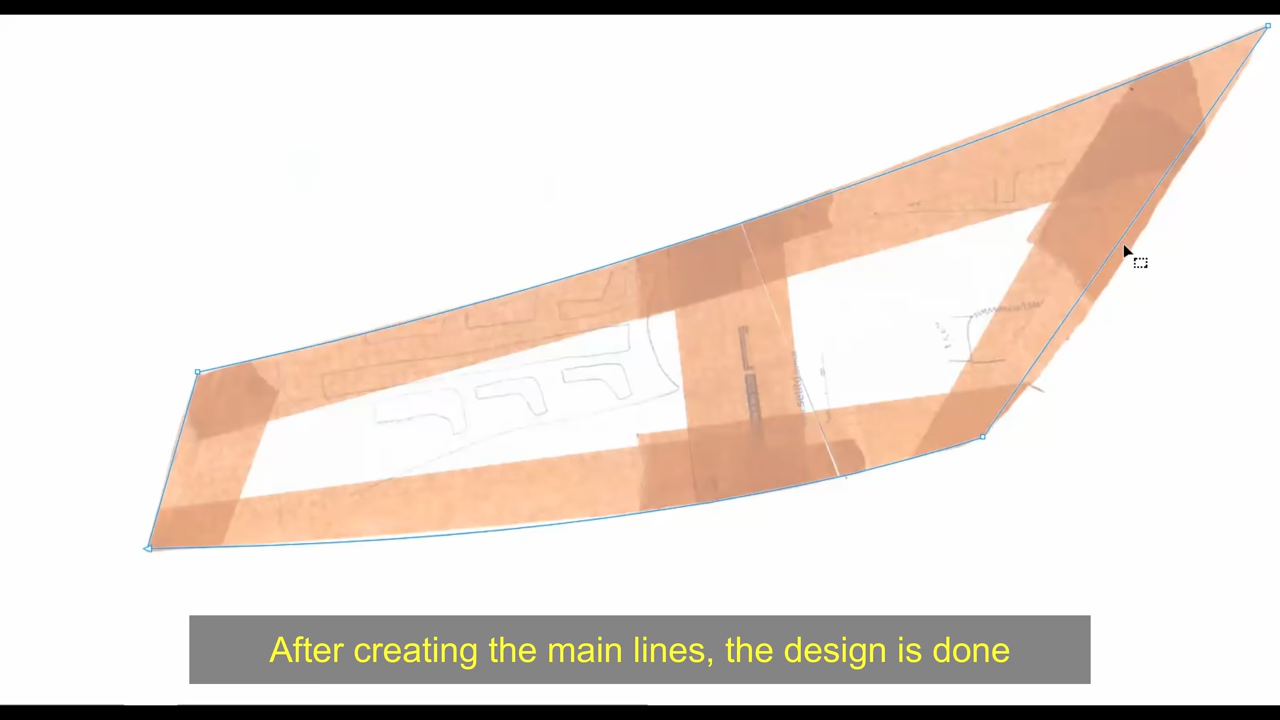 After creating the main lines, the design is done